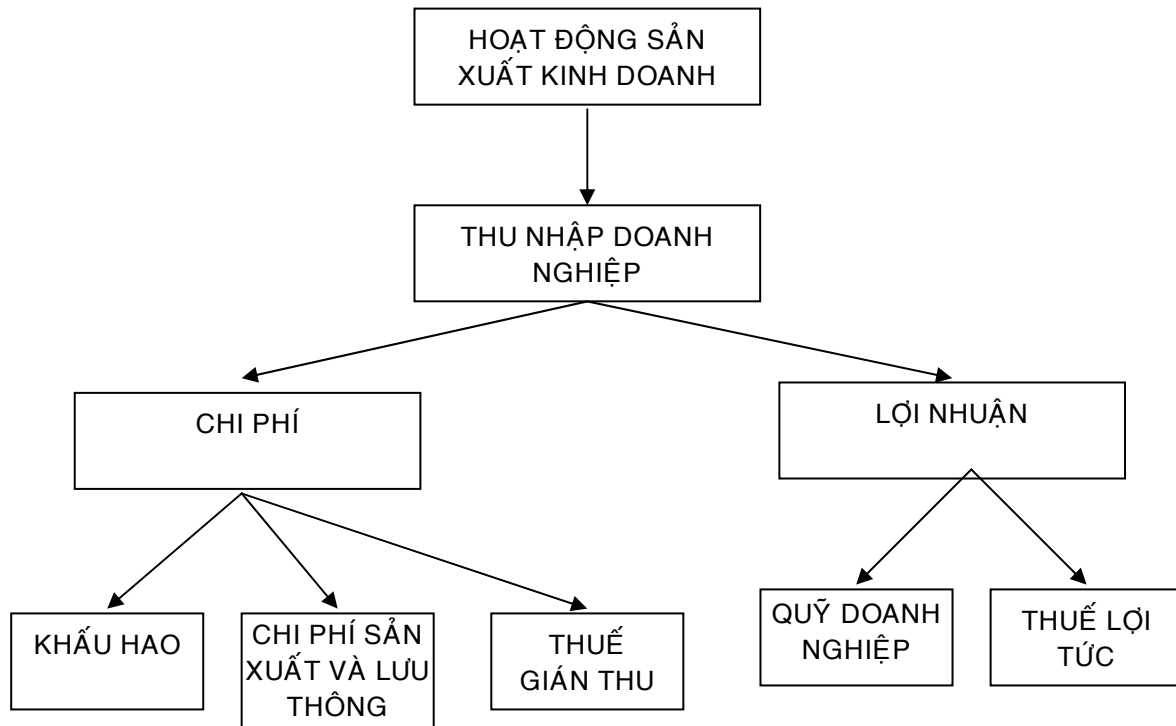 HOẠT ĐỘNG SẢN
XUẤT KINH DOANH
THU NHẬP DOANH
NGHIỆP
CHI PHÍ
LỢI NHUẬN
KHẤU HAO
CHI PHÍ SẢN
XUẤT VÀ LƯU
THÔNG
THUẾ
GIÁN THU
QUỸ DOANH
NGHIỆP
THUẾ LỢI
TỨC